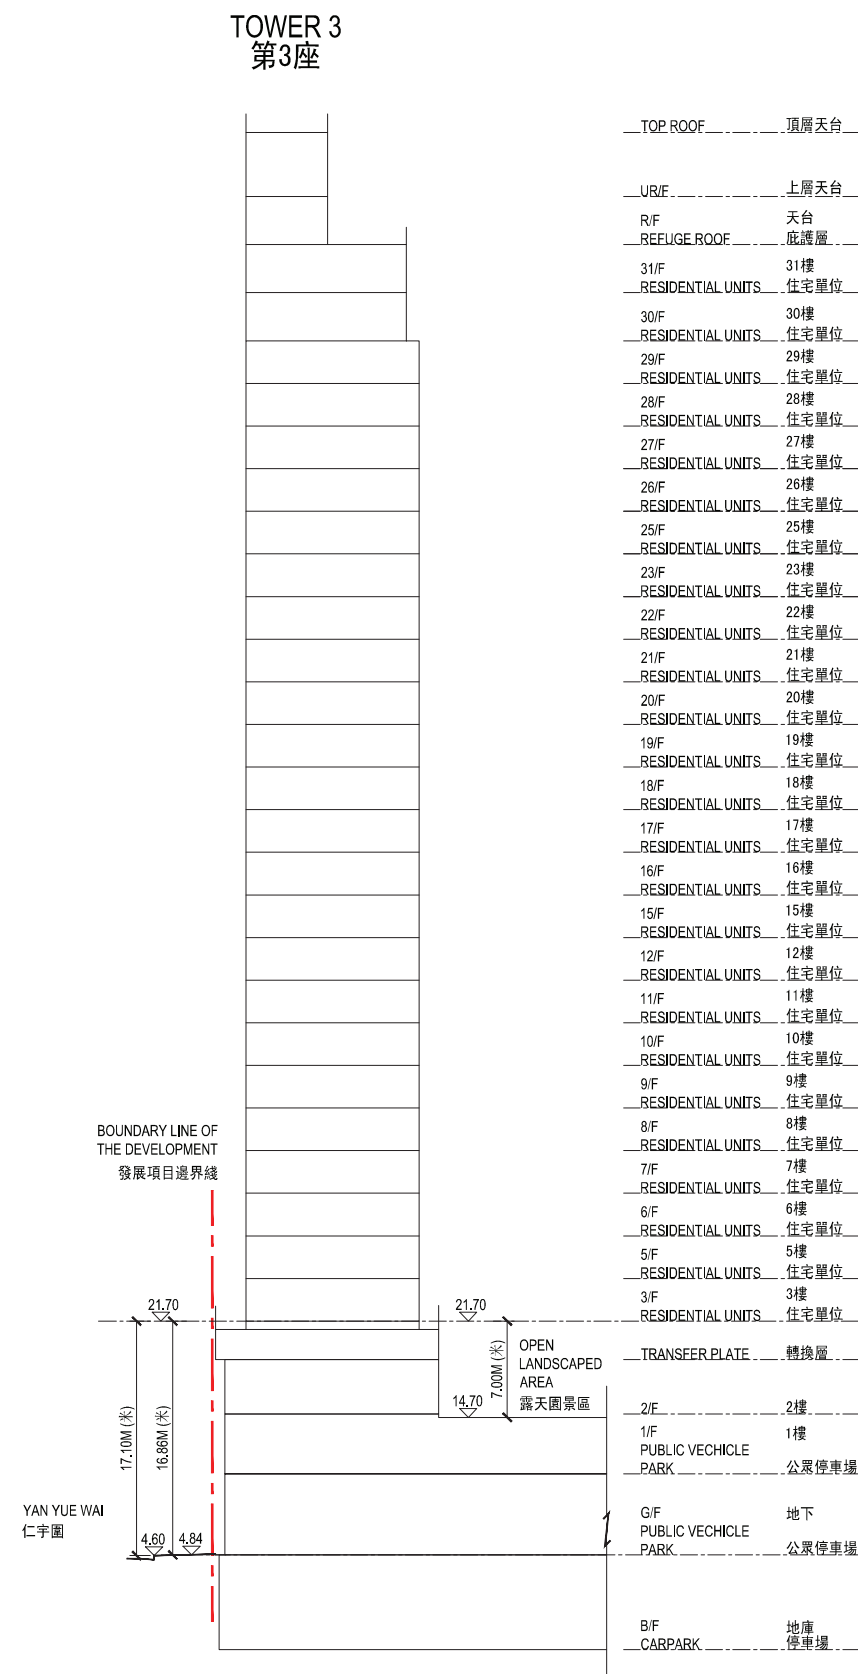 TOWER 3
第3座
TOP ROOF 頂層天台
UR/F 上層天台
R/F 天台
REFUGE ROOF 庇護層
31/F 31樓
RESIDENTIAL UNITS 住宅單位
30/F 30樓
RESIDENTIAL UNITS 住宅單位
29/F 29樓
RESIDENTIAL UNITS 住宅單位
28/F 28樓
RESIDENTIAL UNITS 住宅單位
27/F 27樓
RESIDENTIAL UNITS 住宅單位
26/F 26樓
RESIDENTIAL UNITS 住宅單位
25/F 25樓
RESIDENTIAL UNITS 住宅單位
23/F 23樓
RESIDENTIAL UNITS 住宅單位
22/F 22樓
RESIDENTIAL UNITS 住宅單位
21/F 21樓
RESIDENTIAL UNITS 住宅單位
20/F 20樓
RESIDENTIAL UNITS 住宅單位
19/F 19樓
RESIDENTIAL UNITS 住宅單位
18/F 18樓
RESIDENTIAL UNITS 住宅單位
17/F 17樓
RESIDENTIAL UNITS 住宅單位
16/F 16樓
RESIDENTIAL UNITS 住宅單位
15/F 15樓
RESIDENTIAL UNITS 住宅單位
12/F 12樓
RESIDENTIAL UNITS 住宅單位
11/F 11樓
RESIDENTIAL UNITS 住宅單位
10/F 10樓
RESIDENTIAL UNITS 住宅單位
9/F 9樓
RESIDENTIAL UNITS 住宅單位
8/F 8樓
RESIDENTIAL UNITS 住宅單位
7/F 7樓
RESIDENTIAL UNITS 住宅單位
6/F 6樓
RESIDENTIAL UNITS 住宅單位
5/F 5樓
RESIDENTIAL UNITS 住宅單位
3/F 3樓
RESIDENTIAL UNITS 住宅單位
TRANSFER PLATE 轉換層
2/F 2樓
1/F 1樓
PUBLIC VECHICLE
PARK 公眾停車場
G/F 地下
PUBLIC VECHICLE
PARK 公眾停車場
B/F 地庫
CARPARK 停車場
BOUNDARY LINE OF
THE DEVELOPMENT
發展項目邊界綫
21.70
21.70
17.10M (米)
16.86M (米)
7.00M (米)
OPEN
LANDSCAPED
AREA
露天園景區
14.70
YAN YUE WAI
仁宇圍
4.60
4.84